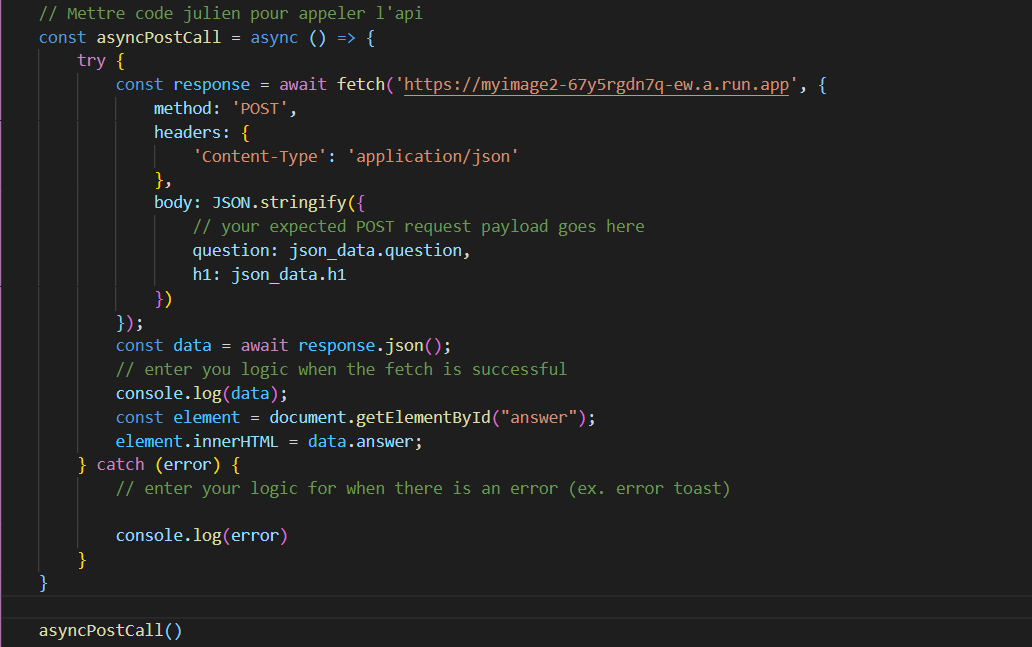 // Mettre code julien pour appeler l'api
const asyncPostCall = async () => {
try {
const response = await fetch('https://myimage2-67y5rgdn7q-ew.a.run.app', {
method: 'POST',
headers: {
'Content-Type': 'application/json'
},
body: JSON.stringify({
// your expected POST request payload goes here
question: json_data.question,
h1: json_data.h1
})
});
const data = await response.json();
// enter you logic when the fetch is successful
console.log(data);
const element = document.getElementById("answer");
element.innerHTML = data.answer;
} catch (error) {
// enter your logic for when there is an error (ex. error toast)
console.log(error)
}
}
asyncPostCall()